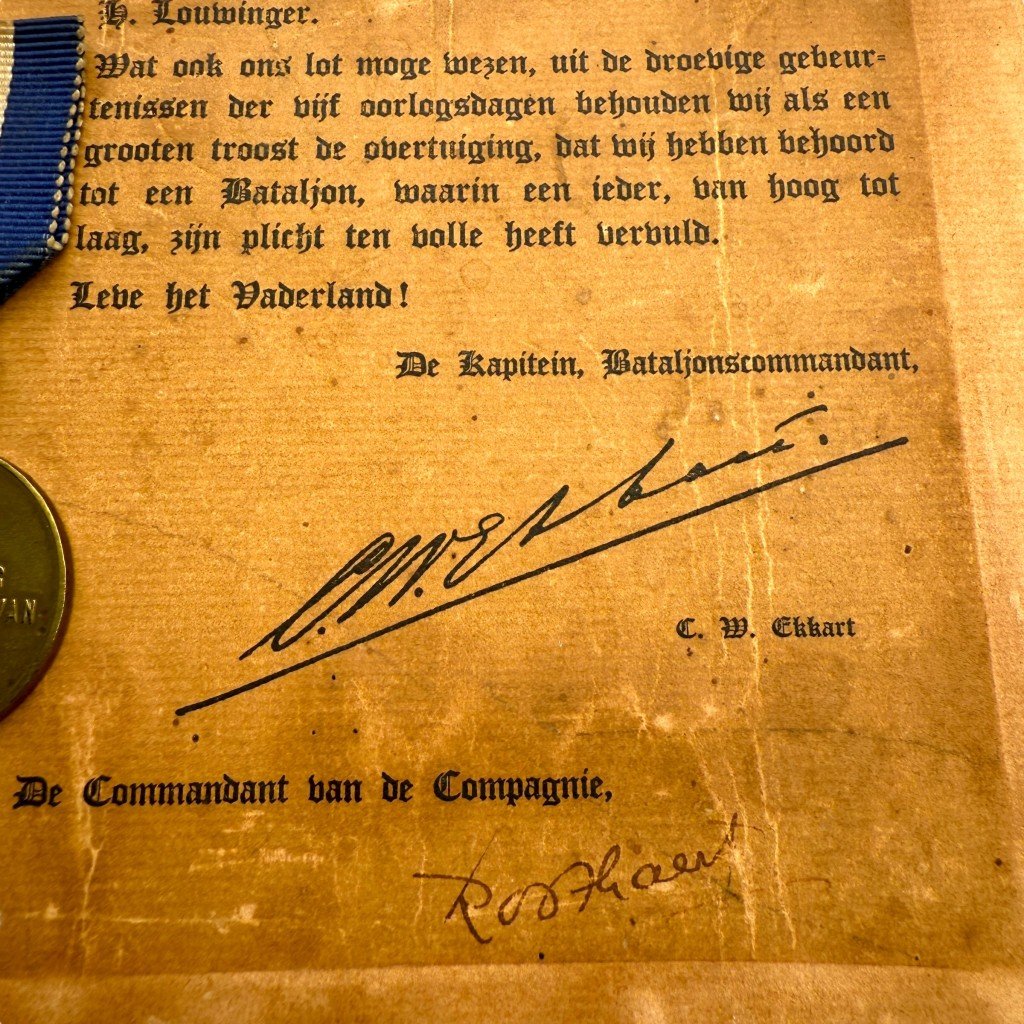 H. Louwinger.
Wat ook ons lot moge wezen, uit de droevige gebeur=
tenissen der vijf oorlogsdagen behouden wij als een
grooten troost de overtuiging, dat wij hebben behoord
tot een Bataljon, waarin een ieder, van hoog tot
laag, zijn plicht ten volle heeft vervuld.
Leve het Vaderland!
De Kapitein, Bataljonscommandant,
C. W. Ekkart
VAN
De Commandant van de Compagnie,